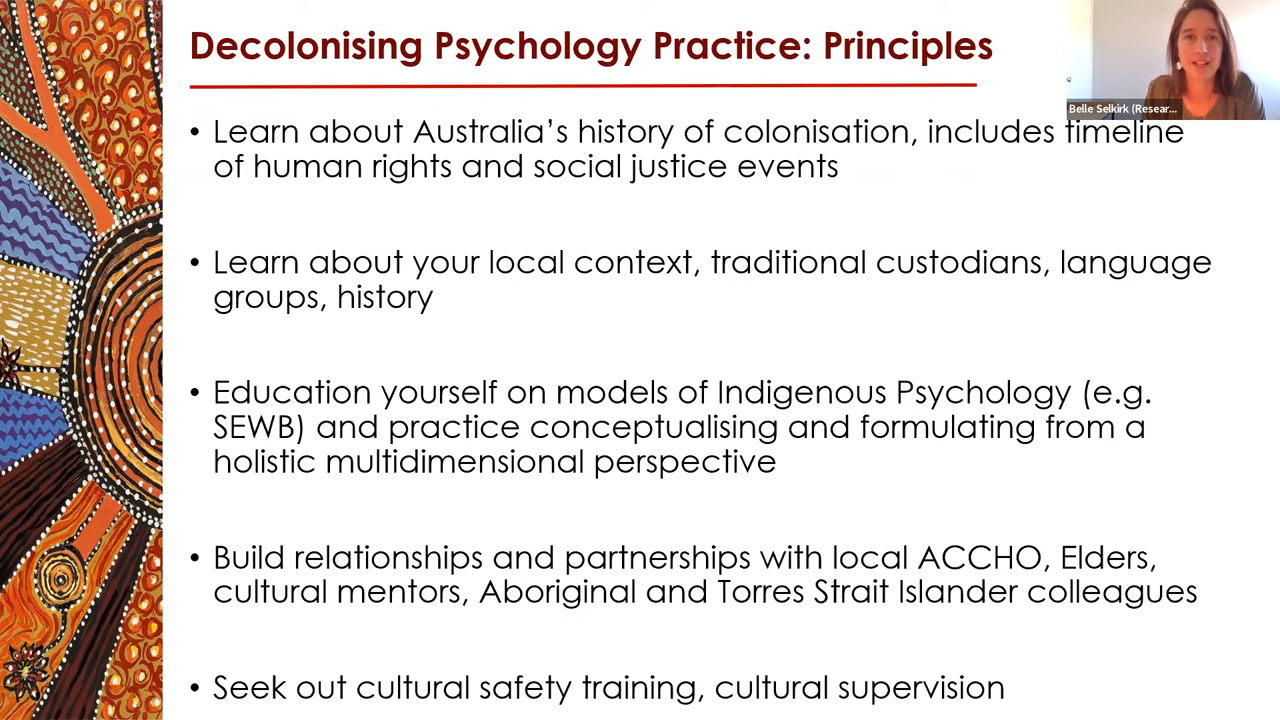 Decolonising Psychology Practice: Principles
Belle Selkirk (Resear...
• Learn about Australia’s history of colonisation, includes timeline
of human rights and social justice events
• Learn about your local context, traditional custodians, language
groups, history
• Education yourself on models of Indigenous Psychology (e.g.
SEWB) and practice conceptualising and formulating from a
holistic multidimensional perspective
• Build relationships and partnerships with local ACCHO, Elders,
cultural mentors, Aboriginal and Torres Strait Islander colleagues
• Seek out cultural safety training, cultural supervision